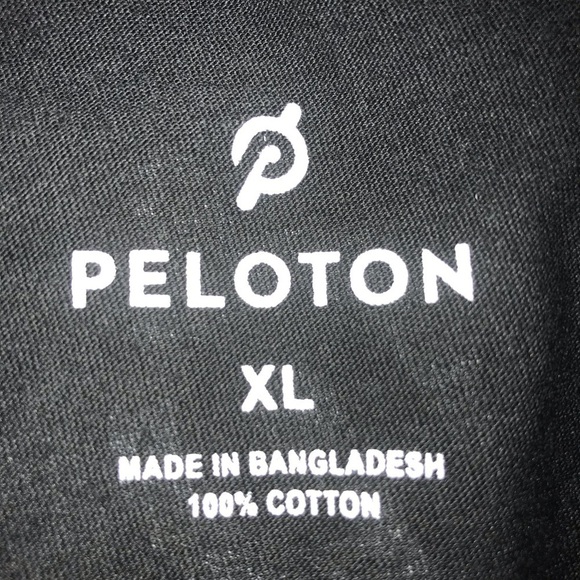 PELOTON
XL
MADE IN BANGLADESH
100% COTTON